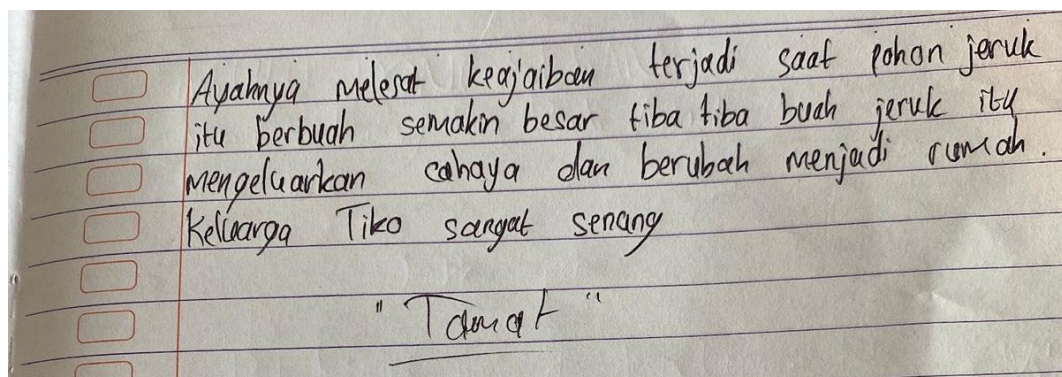 Ayahnya melesat keajaiban terjadi saat pohon jeruk
itu berbuah semakin besar tiba tiba buah jeruk itu
mengeluarkan cahaya dan berubah menjadi rumah.
Keluarga Tiko sangat senang
"Tamat"